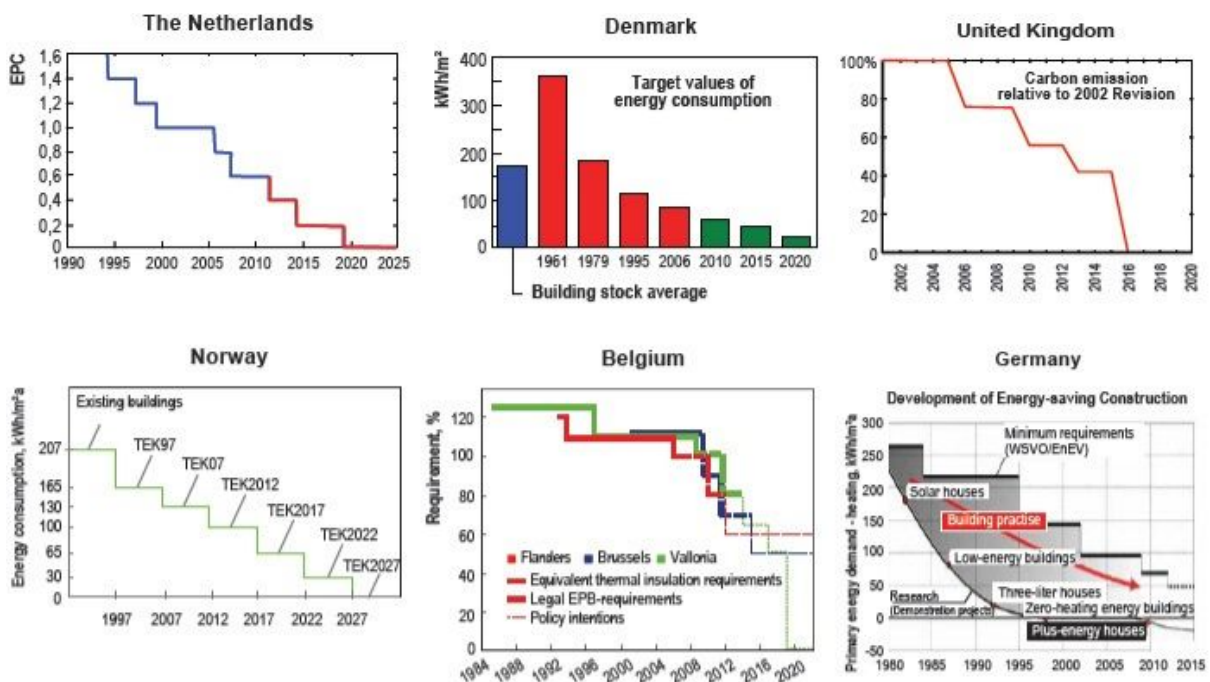 The Netherlands
EPC
1,6
1,4
1,2
1,0
0,8
0,6
0,4
0,2
0
1990 1995 2000 2005 2010 2015 2020 2025
Denmark
kWh/m²
400
300
200
100
0
Target values of
energy consumption
1961 1979 1995 2006 2010 2015 2020
Building stock average
United Kingdom
100%
80
60
40
20
0
Carbon emission
relative to 2002 Revision
2002 2004 2006 2008 2010 2012 2014 2016 2018 2020
Norway
Energy consumption, kWh/m²a
Existing buildings
207
165
130
100
65
30
0
TEK97
TEK07
TEK2012
TEK2017
TEK2022
TEK2027
1997 2007 2012 2017 2022 2027
Belgium
Requirement, %
120
100
80
60
40
20
0
Flanders Brussels Vallonia
Equivalent thermal insulation requirements
Legal EPB-requirements
Policy intentions
1984 1988 1992 1996 2000 2004 2008 2012 2016 2020
Germany
Development of Energy-saving Construction
Primary energy demand - heating, kWh/m²a
300
250
200
150
100
50
0
-50
Minimum requirements
(WSVO/EnEV)
Solar houses
Building practise
Low-energy buildings
Three-liter houses
Research
(Demonstration projects)
Zero-heating energy buildings
Plus-energy houses
1980 1985 1990 1995 2002 2005 2010 2015